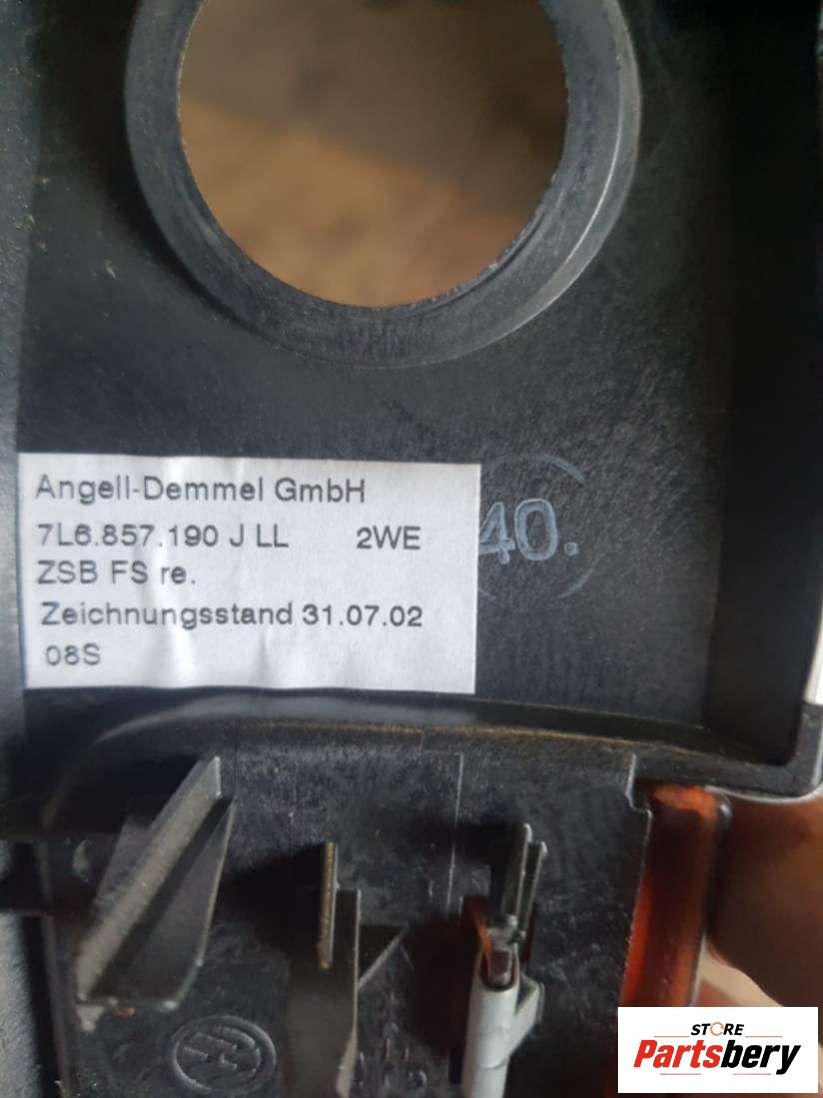 Angell-Demmel GmbH
7L6.857.190 J LL 2WE
ZSB FS re.
Zeichnungsstand 31.07.02
08S
40.
STORE
Partsbery